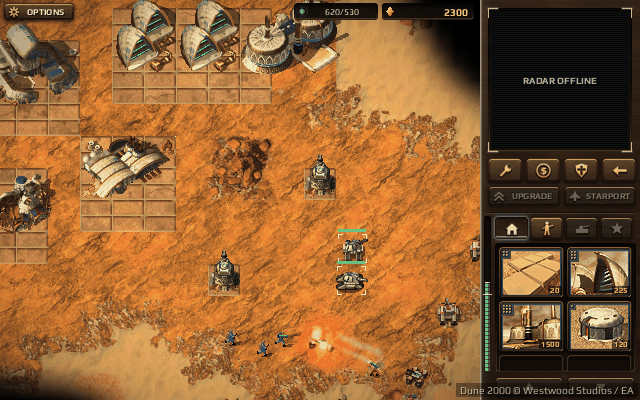 OPTIONS
620/530
2300
RADAR OFFLINE
UPGRADE
STARPORT
20
225
1500
120
Dune 2000 © Westwood Studios / EA